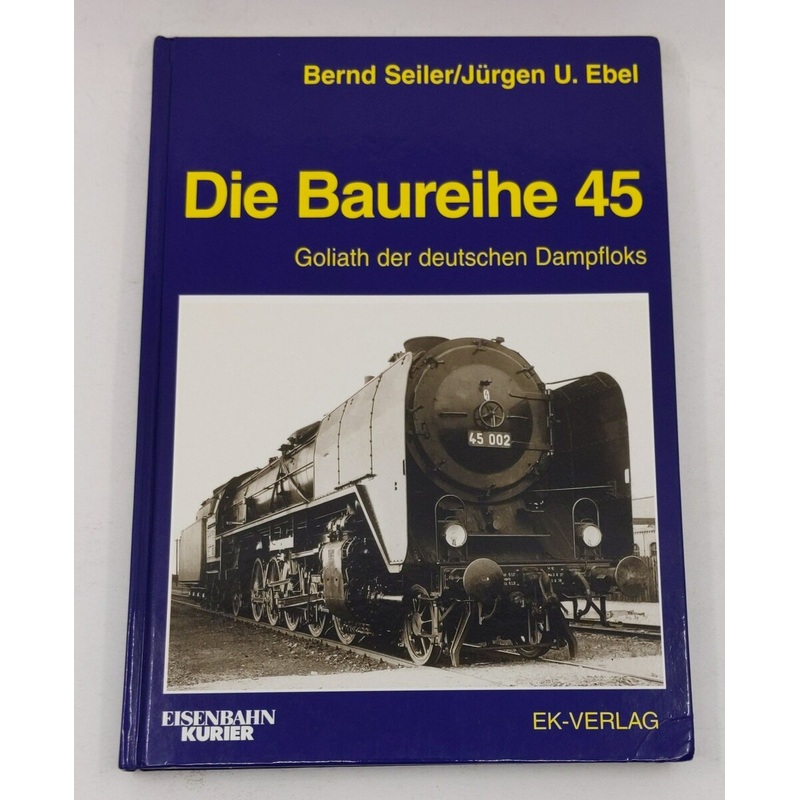 Bernd Seiler/Jürgen U. Ebel
Die Baureihe 45
Goliath der deutschen Dampfloks
45 002
EISENBAHN
KURIER
EK-VERLAG